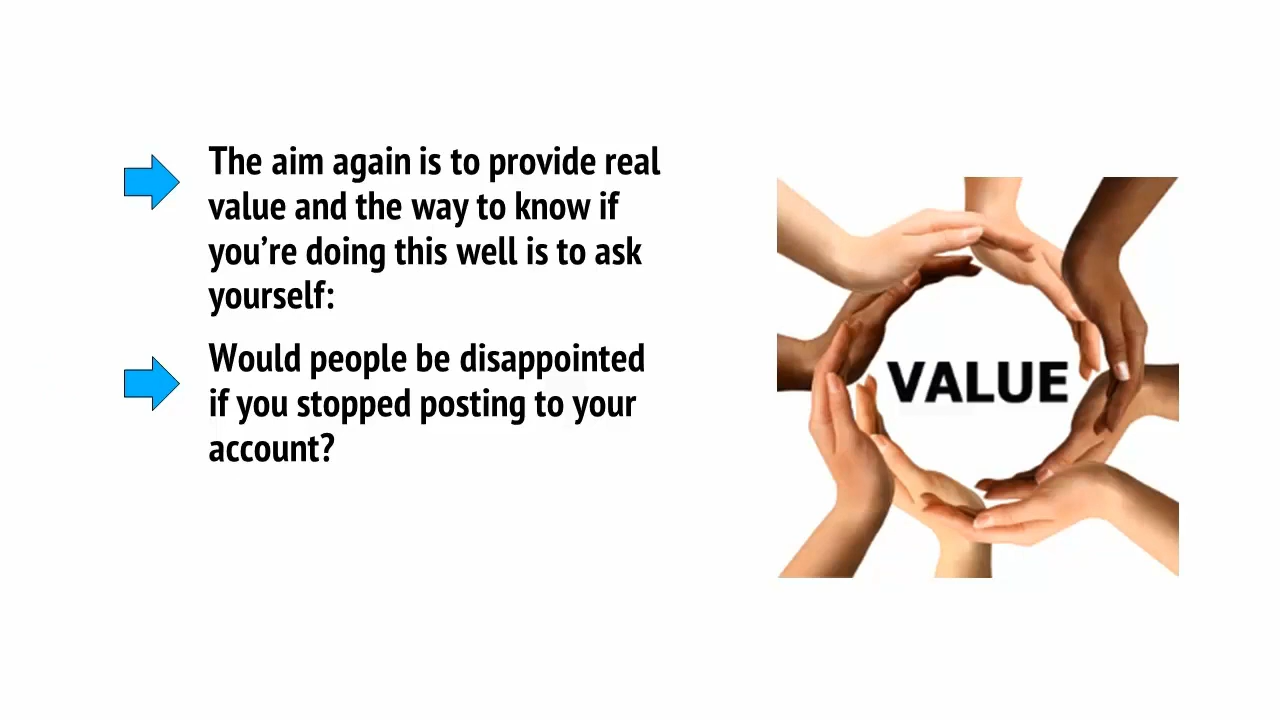 The aim again is to provide real
value and the way to know if
you’re doing this well is to ask
yourself:
Would people be disappointed
if you stopped posting to your
account?
VALUE